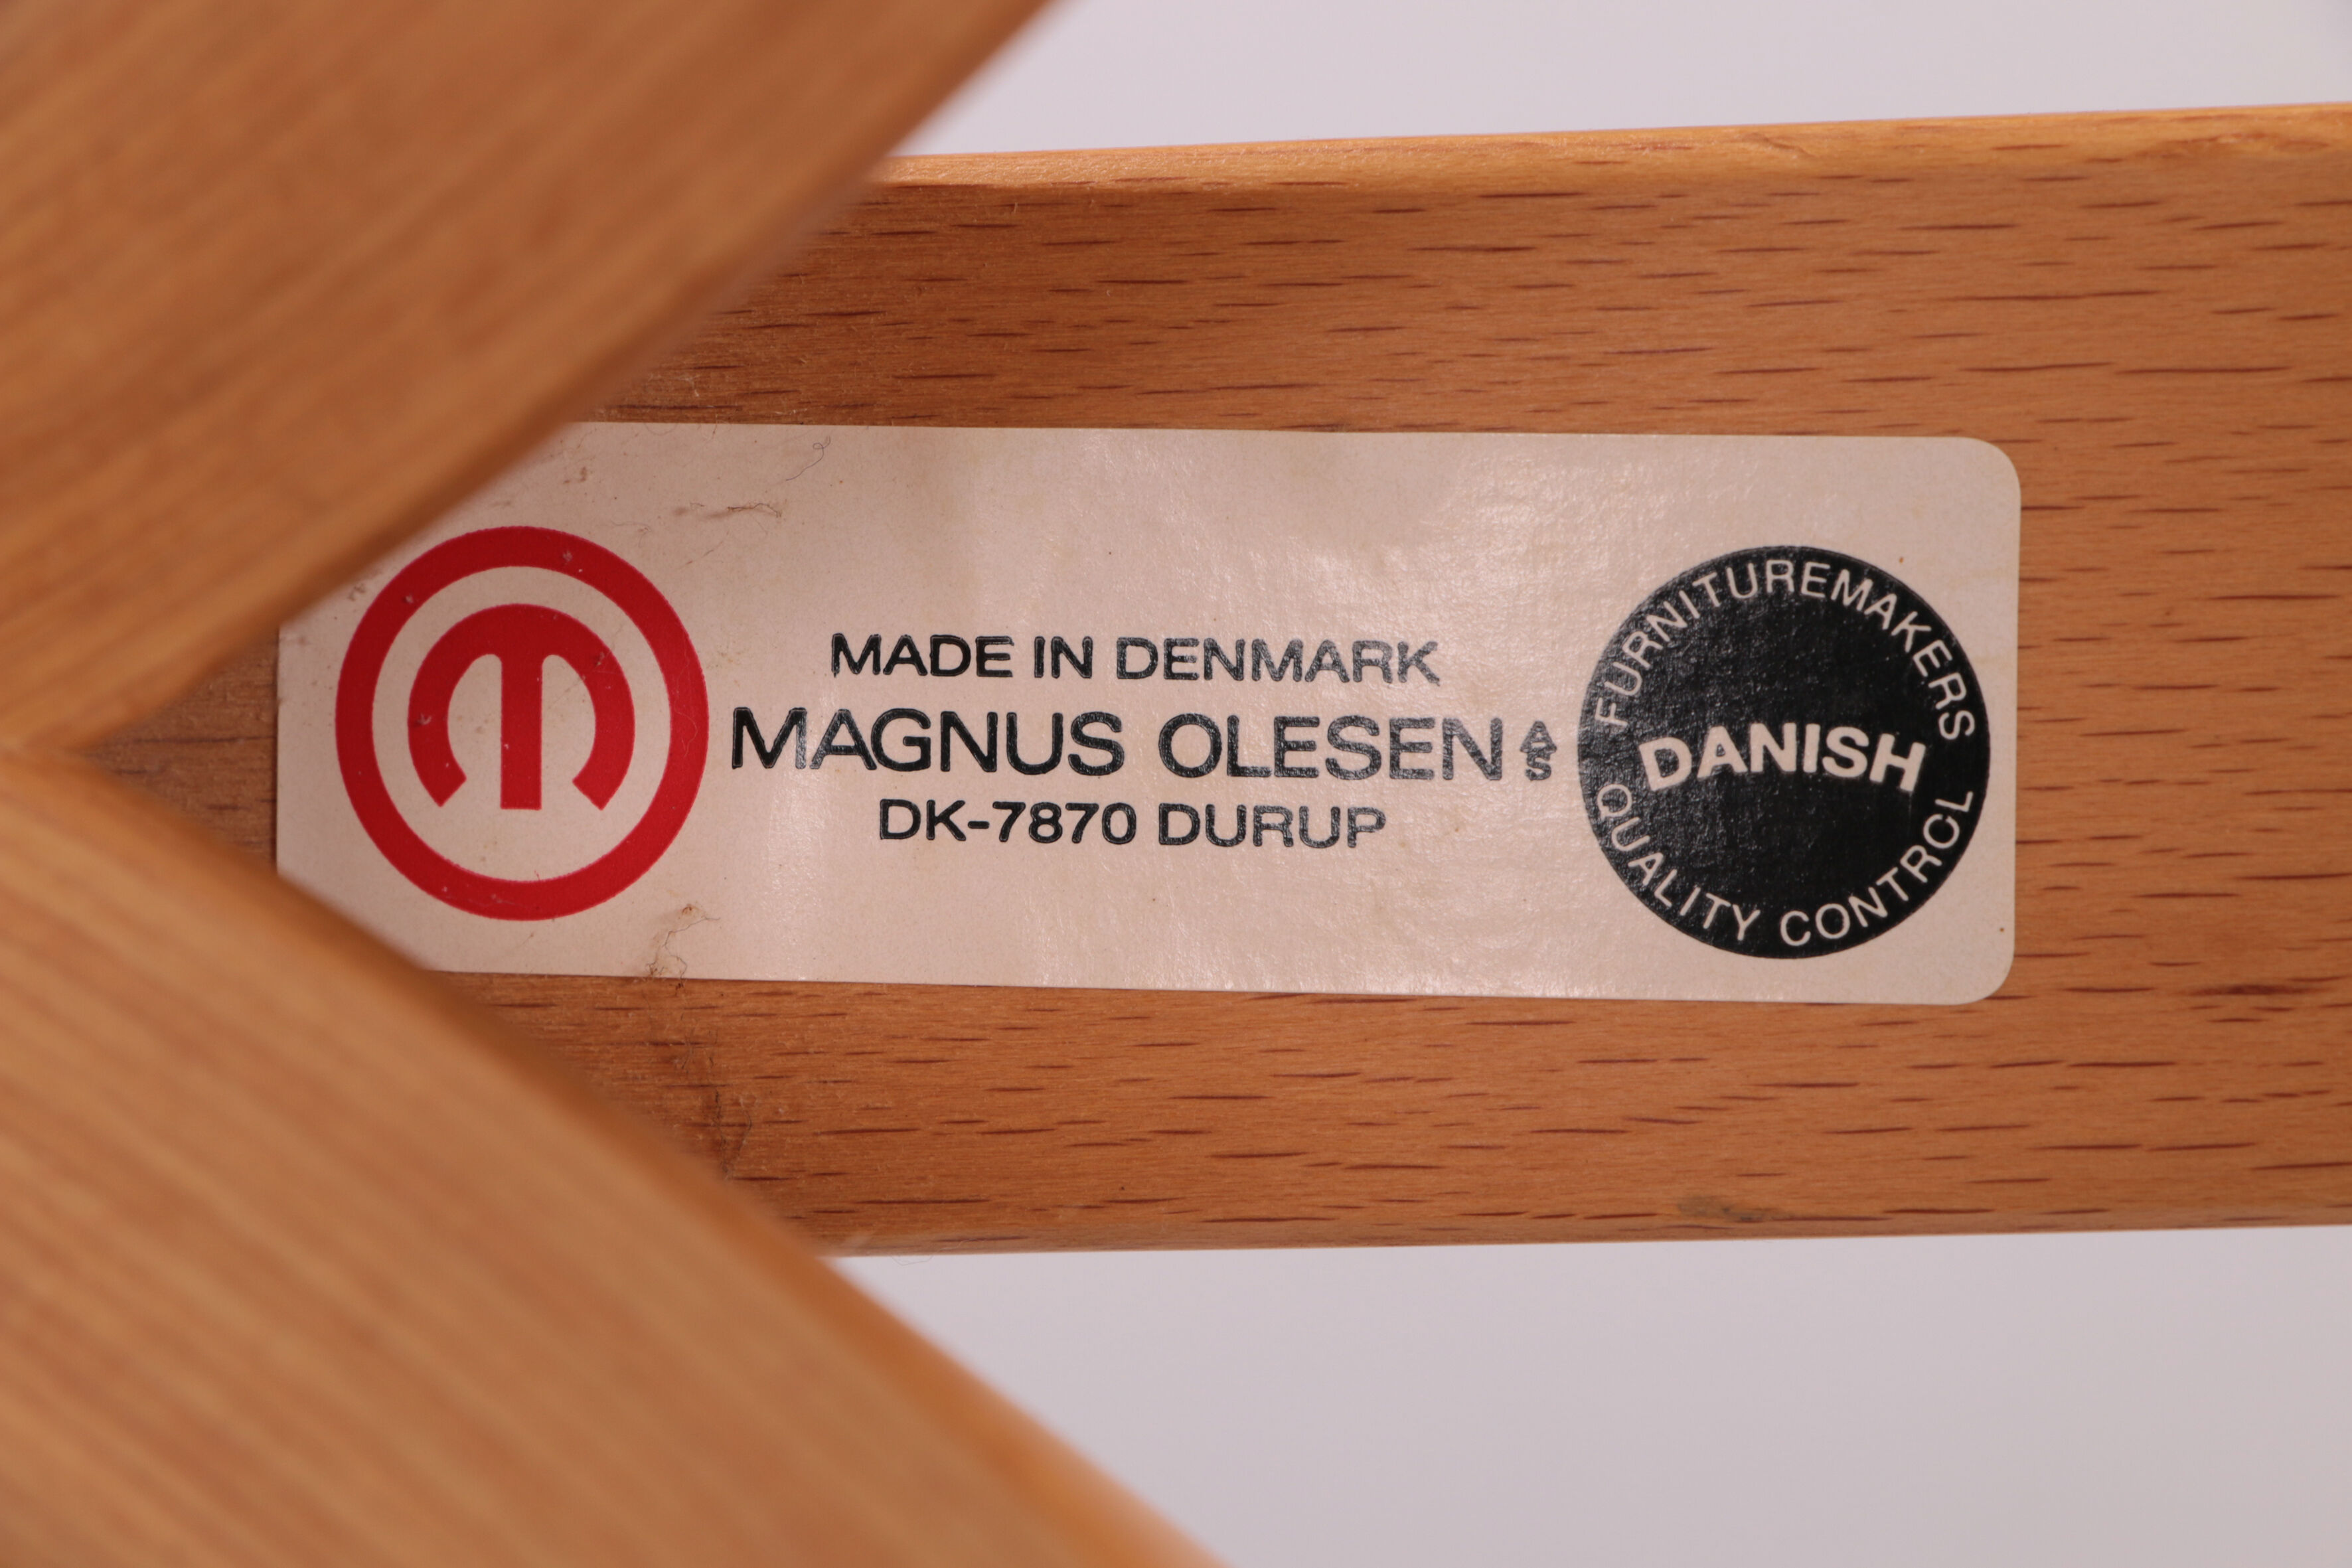 MADE IN DENMARK
MAGNUS OLESEN A/S
DK-7870 DURUP
FURNITUREMAKERS
DANISH
QUALITY CONTROL